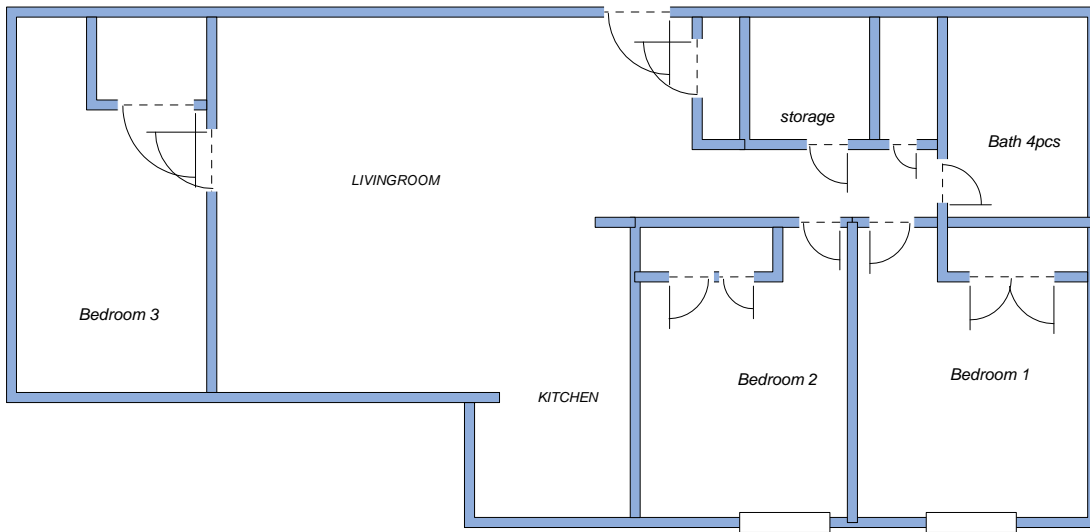 storage
Bath 4pcs
LIVINGROOM
Bedroom 3
Bedroom 2
Bedroom 1
KITCHEN